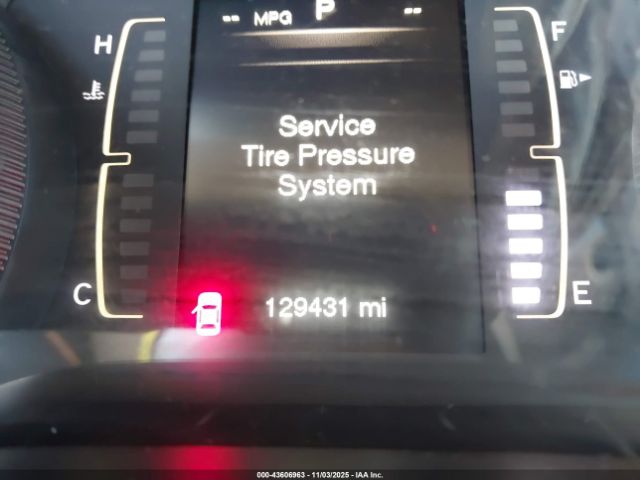 -- MPG P --
H
F
Service
Tire Pressure
System
C
E
129431 mi
000-43606963 - 11/03/2025 - IAA Inc.